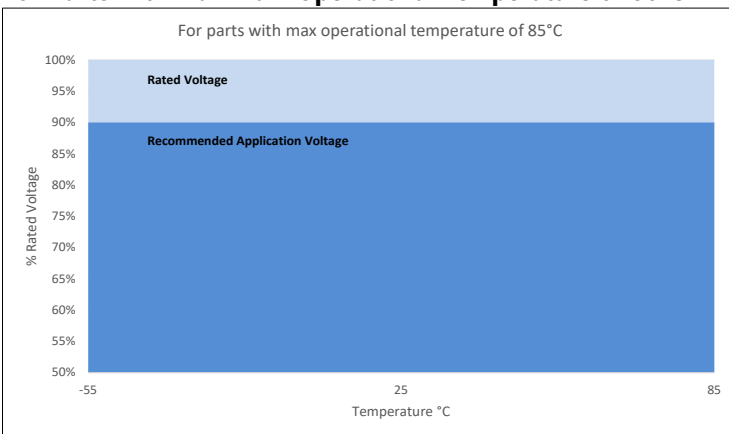 For parts with max operational temperature of 85°C
100%
95%
90%
85%
80%
75%
70%
65%
60%
55%
50%
% Rated Voltage
Rated Voltage
Recommended Application Voltage
-55
25
85
Temperature °C